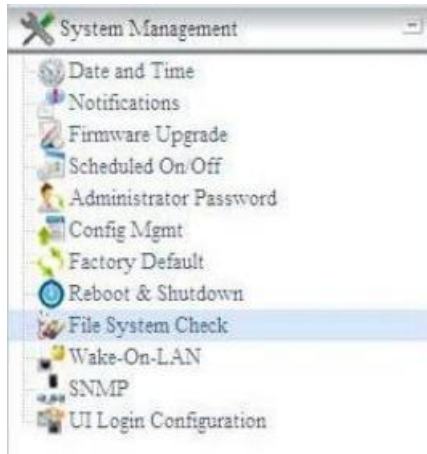 System Management
Date and Time
Notifications
Firmware Upgrade
Scheduled On/Off
Administrator Password
Config Mgmt
Factory Default
Reboot & Shutdown
File System Check
Wake-On-LAN
SNMP
UI Login Configuration